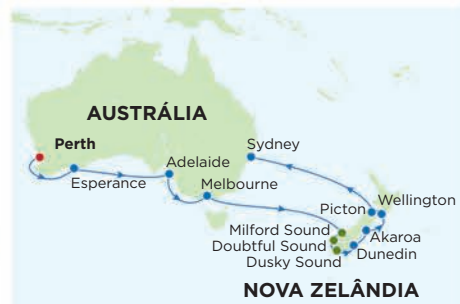 AUSTRÁLIA
Perth
Sydney
Adelaide
Esperance
Melbourne
Wellington
Picton
Milford Sound
Akaroa
Doubtful Sound
Dunedin
Dusky Sound
NOVA ZELÂNDIA